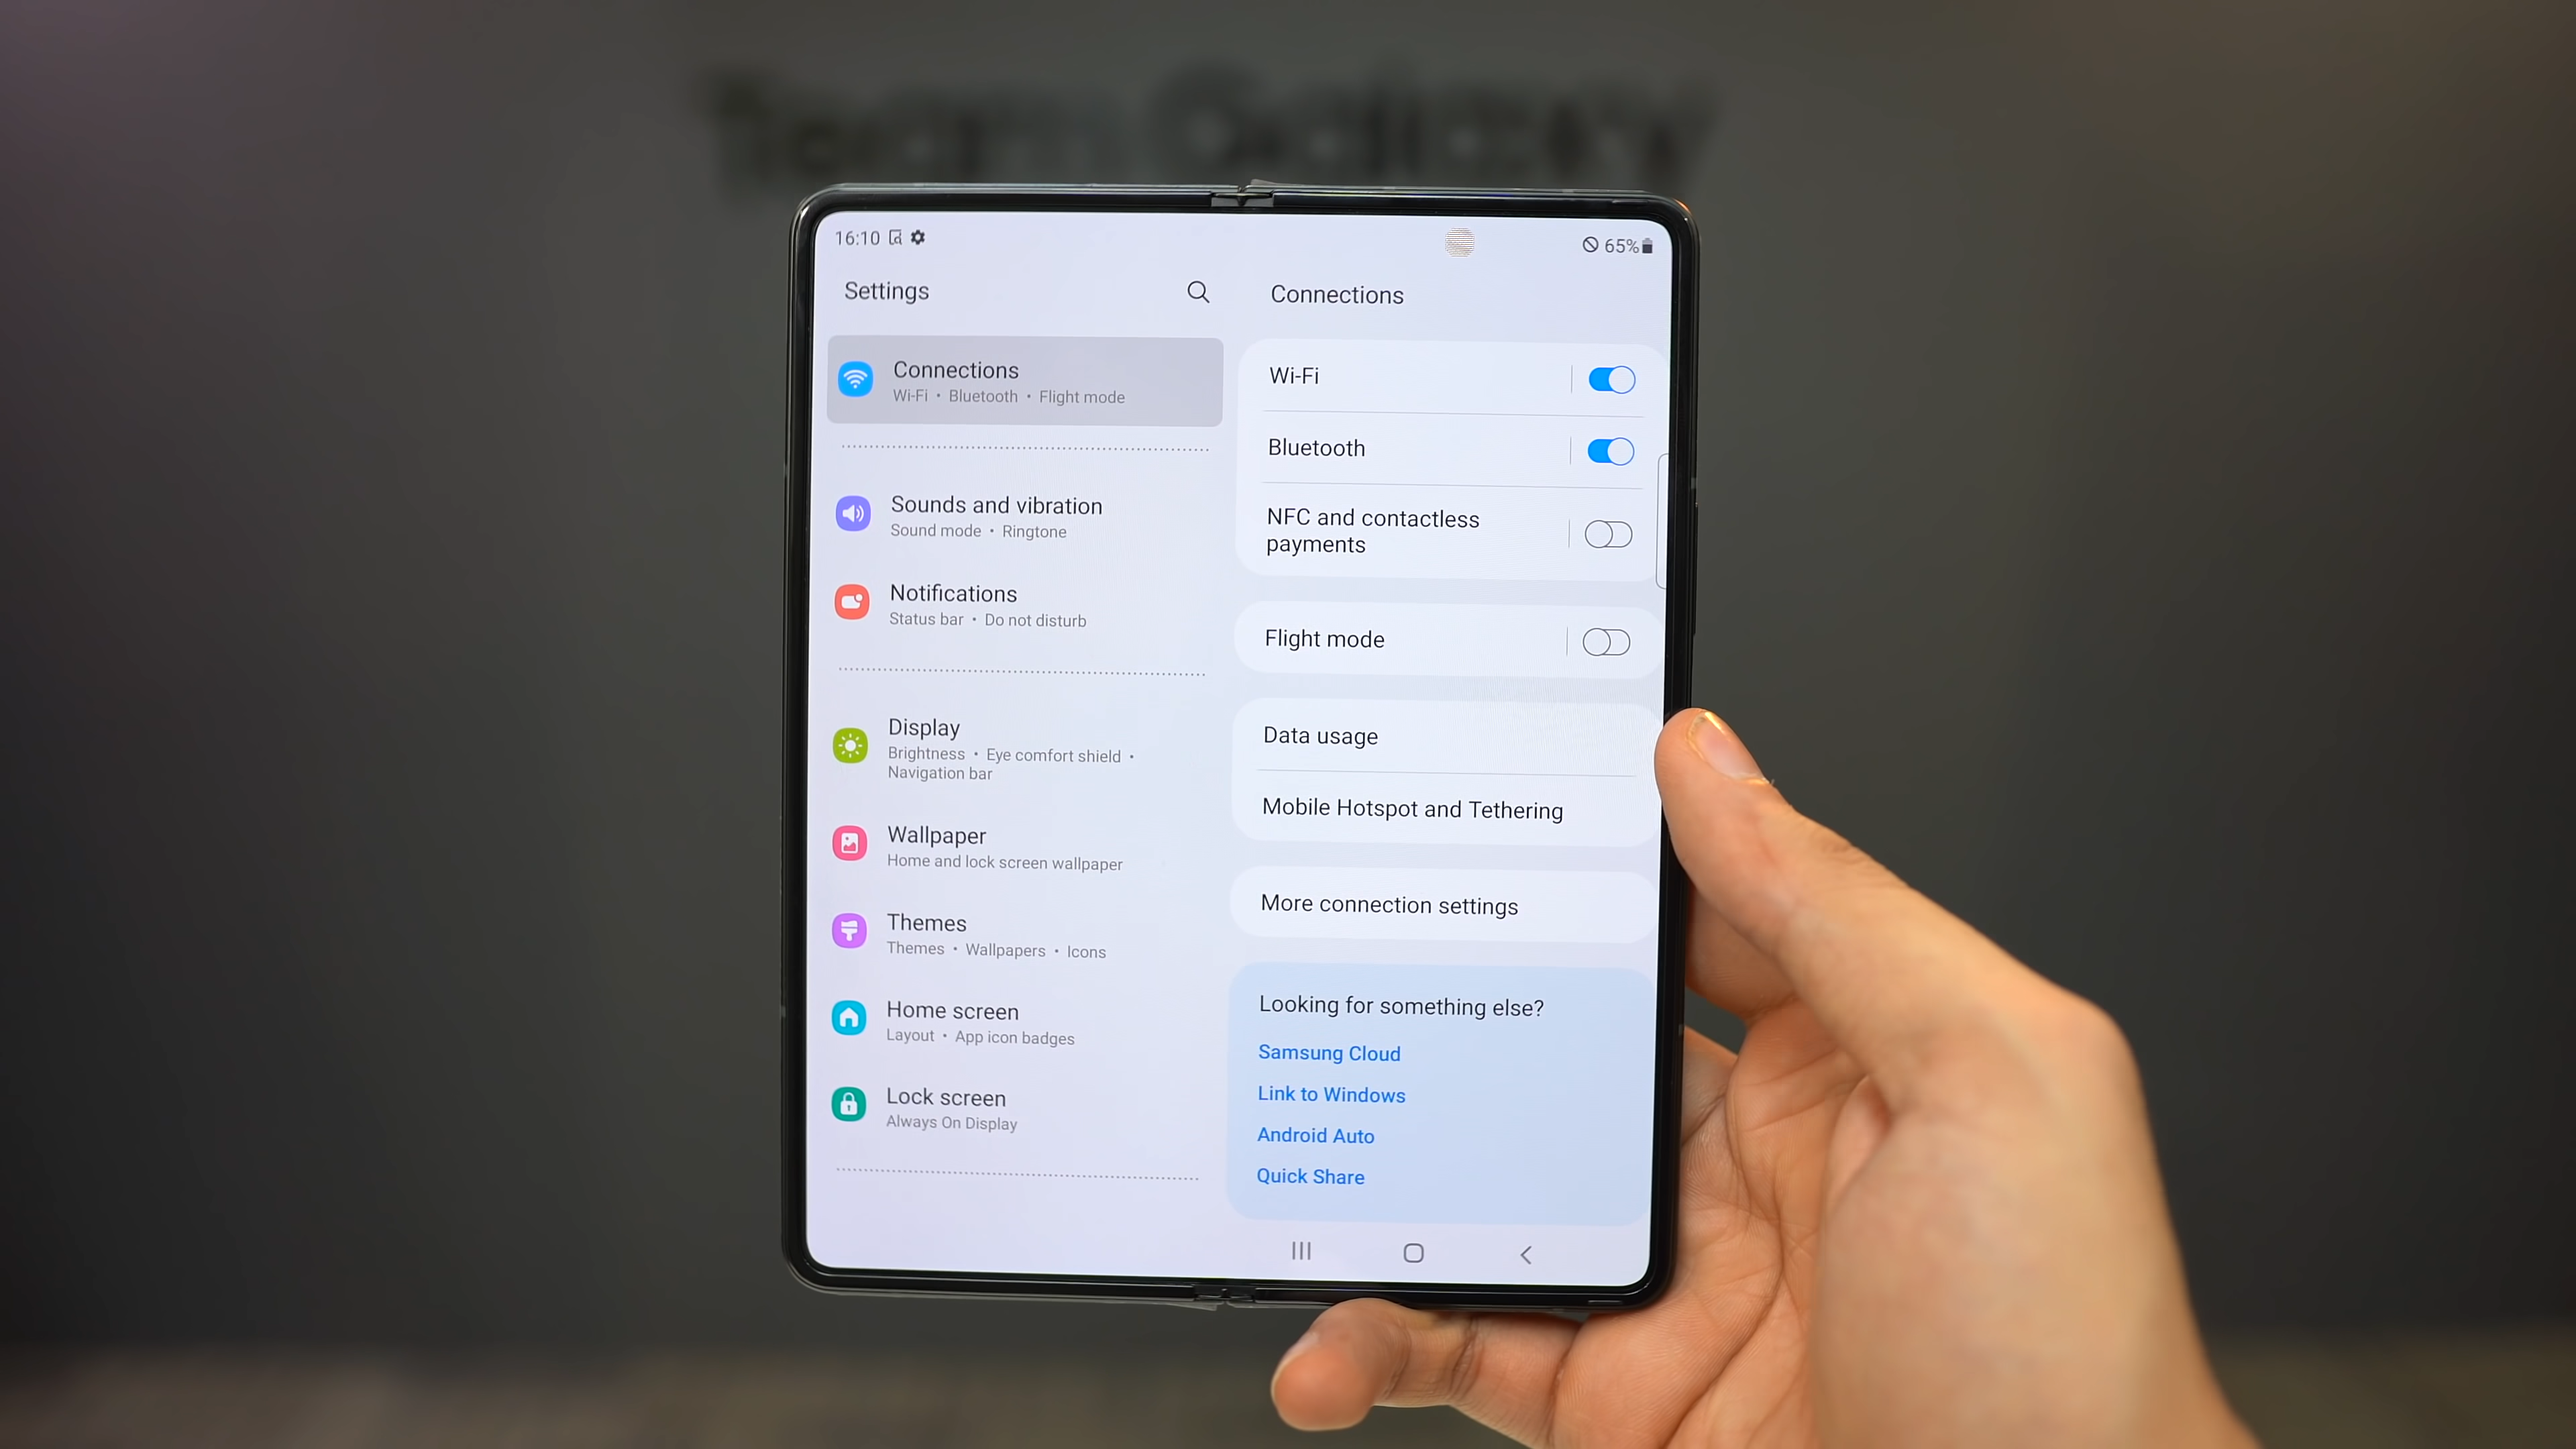 Team Galaxy
16:10
65%
Settings
Connections
Wi-Fi • Bluetooth • Flight mode
Sounds and vibration
Sound mode • Ringtone
Notifications
Status bar • Do not disturb
Display
Brightness • Eye comfort shield •
Navigation bar
Wallpaper
Home and lock screen wallpaper
Themes
Themes • Wallpapers • Icons
Home screen
Layout • App icon badges
Lock screen
Always On Display
Connections
Wi-Fi
Bluetooth
NFC and contactless
payments
Flight mode
Data usage
Mobile Hotspot and Tethering
More connection settings
Looking for something else?
Samsung Cloud
Link to Windows
Android Auto
Quick Share